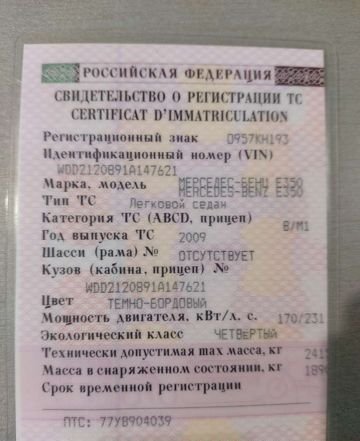 РОССИЙСКАЯ ФЕДЕРАЦИЯ
СВИДЕТЕЛЬСТВО О РЕГИСТРАЦИИ ТС
CERTIFICAT D'IMMATRICULATION
Регистрационный знак О957КН193
Идентификационный номер (VIN)
WDD2120891A147621
Марка, модель МЕРСЕДЕС-БЕНЦ Е350
MERCEDES-BENZ E350
Тип ТС Легковой седан
Категория ТС (ABCD, прицеп) B/M1
Год выпуска ТС 2009
Шасси (рама) № ОТСУТСТВУЕТ
Кузов (кабина, прицеп) №
WDD2120891A147621
Цвет ТЕМНО-БОРДОВЫЙ
Мощность двигателя, кВт/л. с. 170/231
Экологический класс ЧЕТВЕРТЫЙ
Технически допустимая max масса, кг
Масса в снаряженном состоянии, кг
Срок временной регистрации
ПТС: 77УВ904039